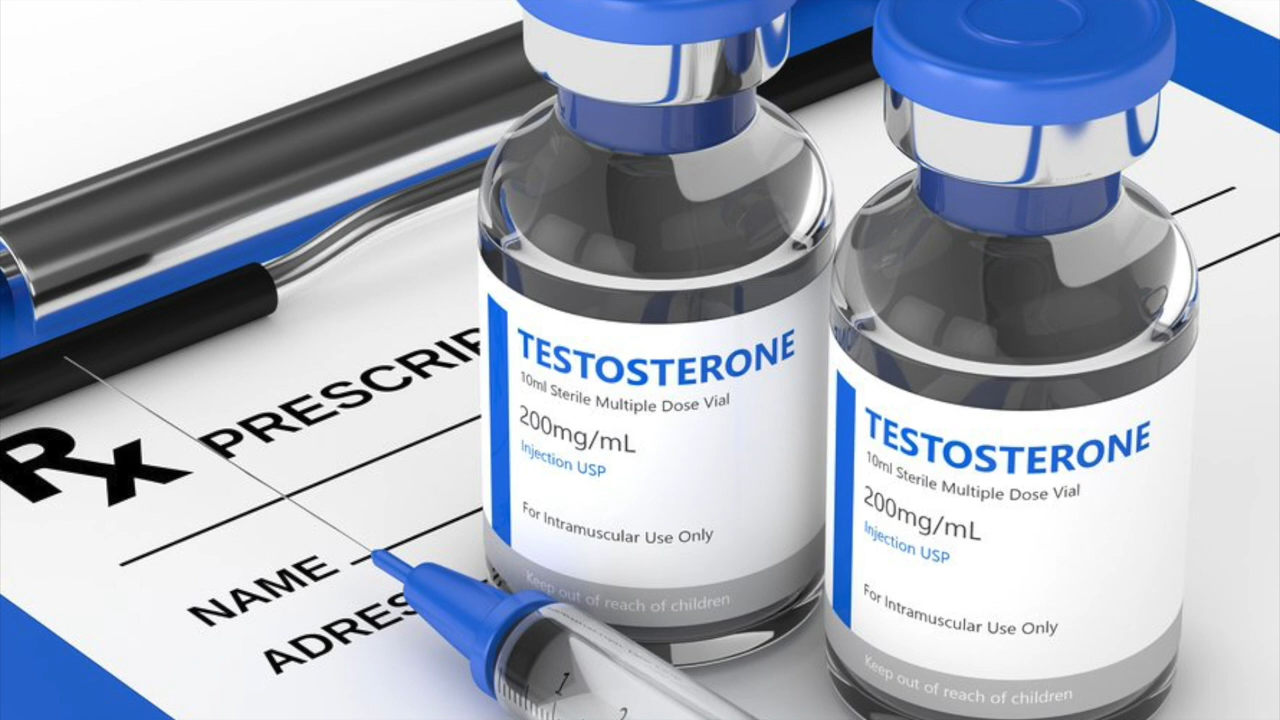 Rx PRESCRIP
NAME
ADRES
TESTOSTERONE
10ml Sterile Multiple Dose Vial
200mg/mL
Injection USP
For Intramuscular Use Only
Keep out of reach of children
TESTOSTERONE
10ml Sterile Multiple Dose Vial
200mg/mL
Injection USP
For Intramuscular Use Only
Keep out of reach of children
1
2